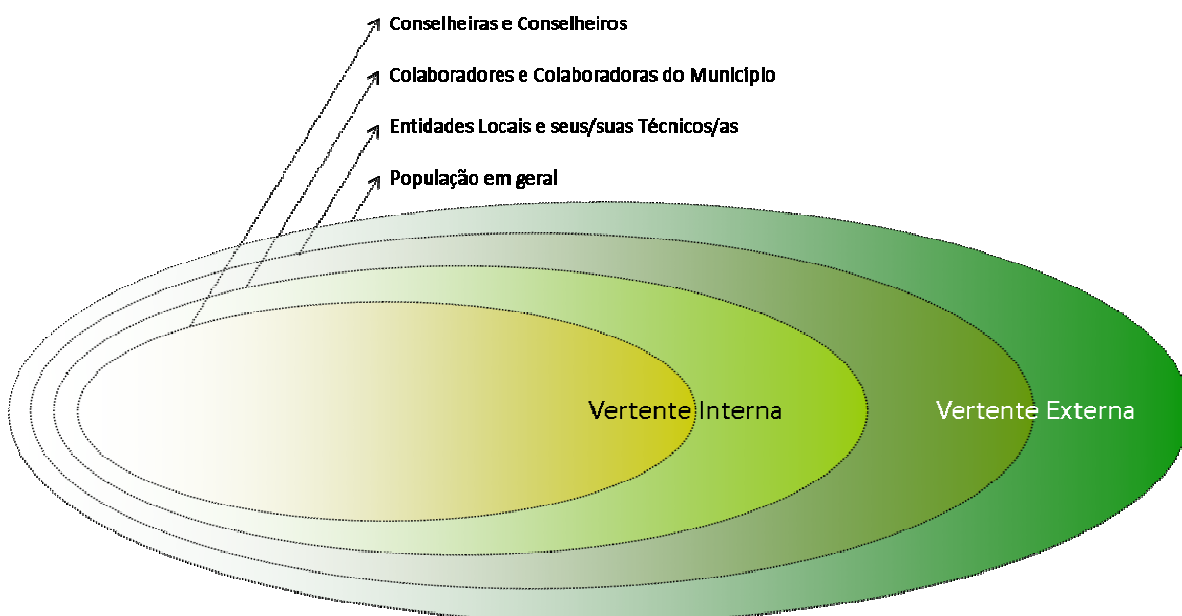 Conselheiras e Conselheiros
Colaboradores e Colaboradoras do Município
Entidades Locais e seus/suas Técnicos/as
População em geral
Vertente Interna
Vertente Externa